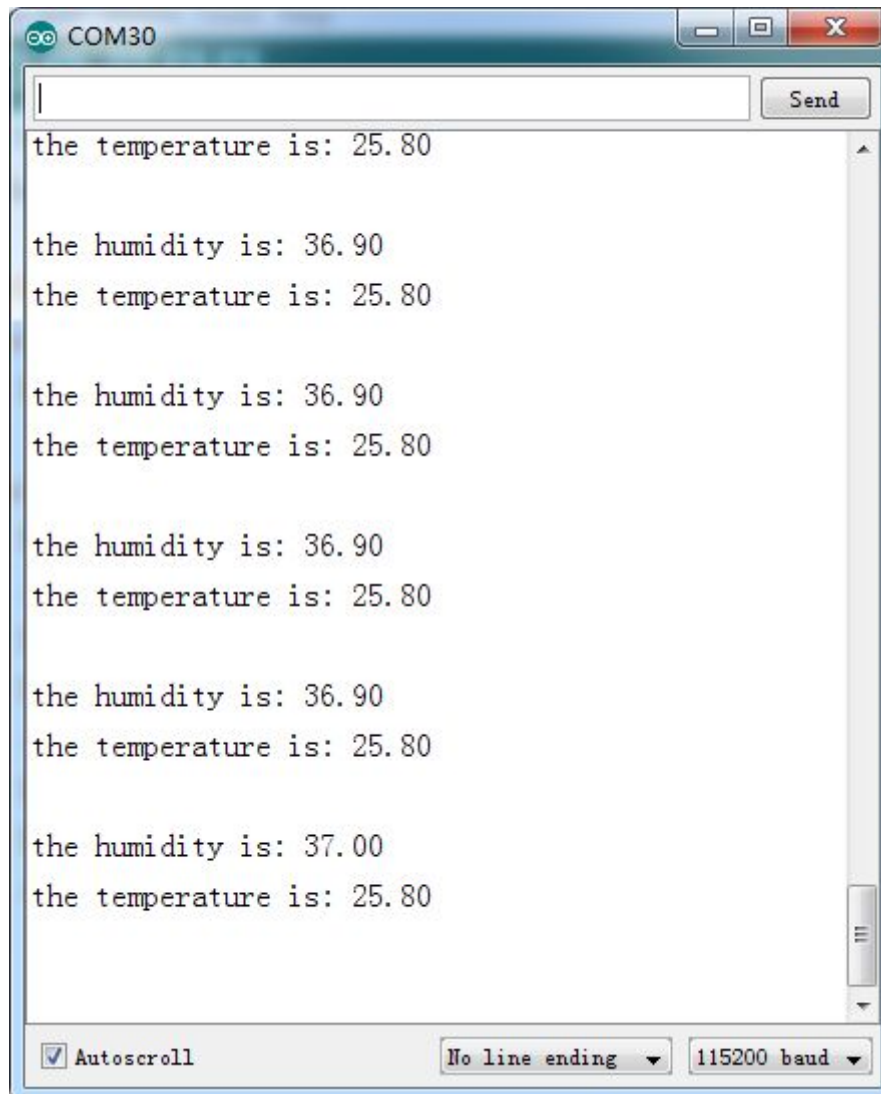 COM30
Send
the temperature is: 25.80
the humidity is: 36.90
the temperature is: 25.80
the humidity is: 36.90
the temperature is: 25.80
the humidity is: 36.90
the temperature is: 25.80
the humidity is: 36.90
the temperature is: 25.80
the humidity is: 37.00
the temperature is: 25.80
Autoscroll No line ending 115200 baud